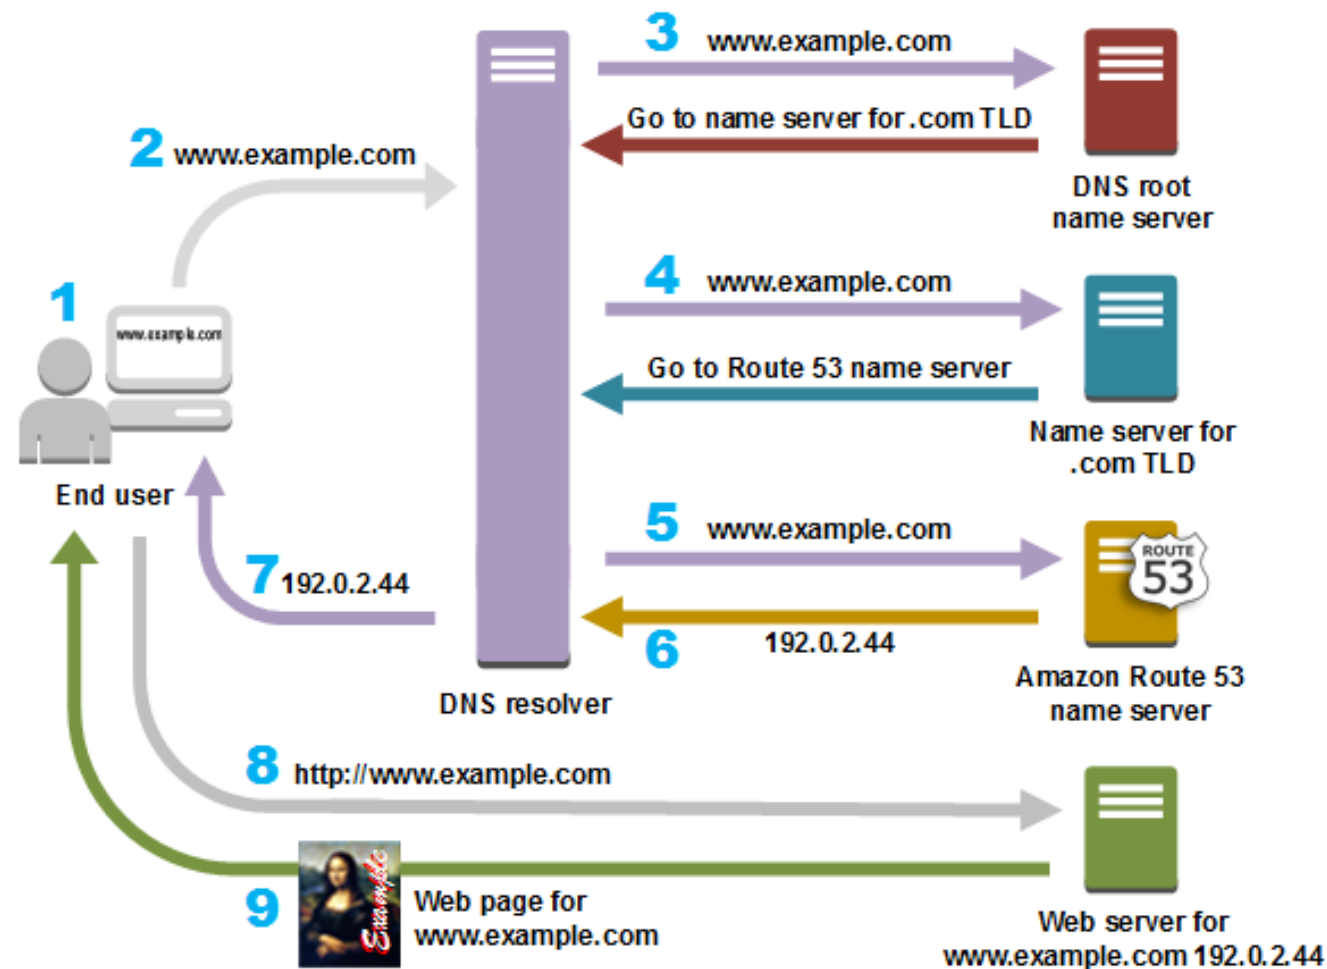 3 www.example.com
Go to name server for .com TLD
DNS root
name server
2 www.example.com
1
www.example.com
End user
4 www.example.com
Go to Route 53 name server
Name server for
.com TLD
5 www.example.com
ROUTE
53
6 192.0.2.44
Amazon Route 53
name server
7 192.0.2.44
DNS resolver
8 http://www.example.com
9
Example
Web page for
www.example.com
Web server for
www.example.com 192.0.2.44